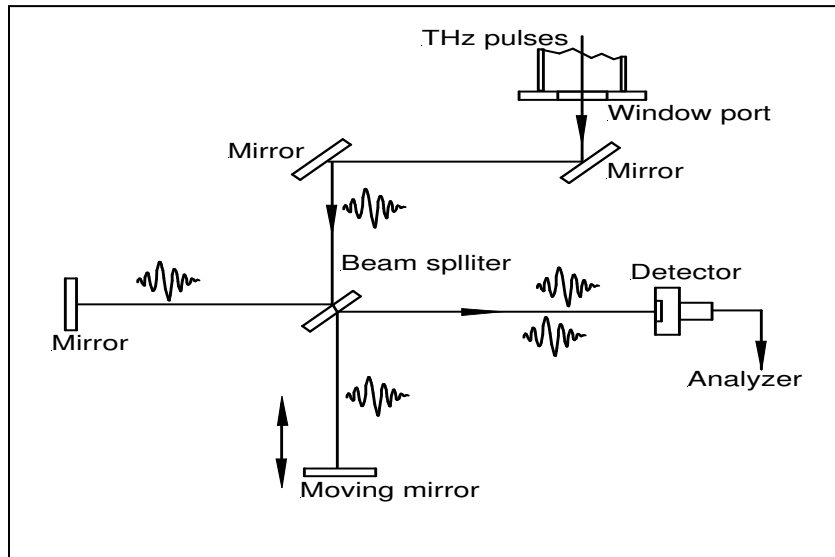 THz pulses
Window port
Mirror
Mirror
Beam splliter
Detector
Mirror
Analyzer
Moving mirror